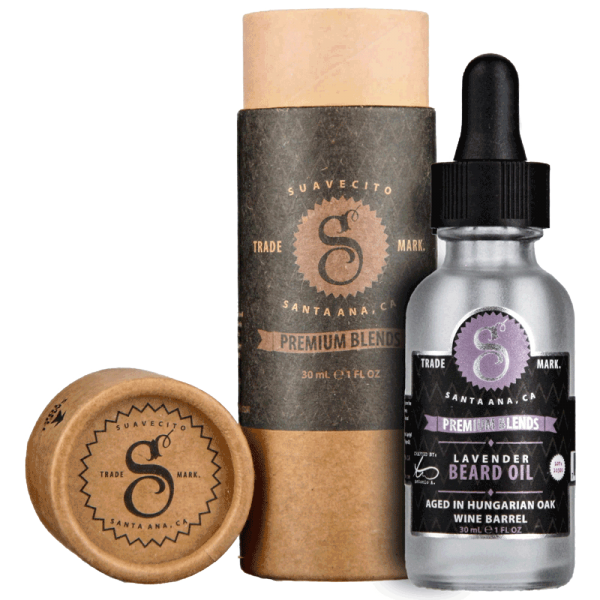 SUAVECITO
TRADE MARK.
S
SANTA ANA, CA
PREMIUM BLENDS
30 mL ℮ 1 FL OZ
SUAVECITO
TRADE MARK.
S
SANTA ANA, CA
S
TRADE MARK.
SANTA ANA, CA
PREMIUM BLENDS
LAVENDER
CRAFTED BY:
BEARD OIL
AGED IN HUNGARIAN OAK
WINE BARREL
30 mL ℮ 1 FL OZ